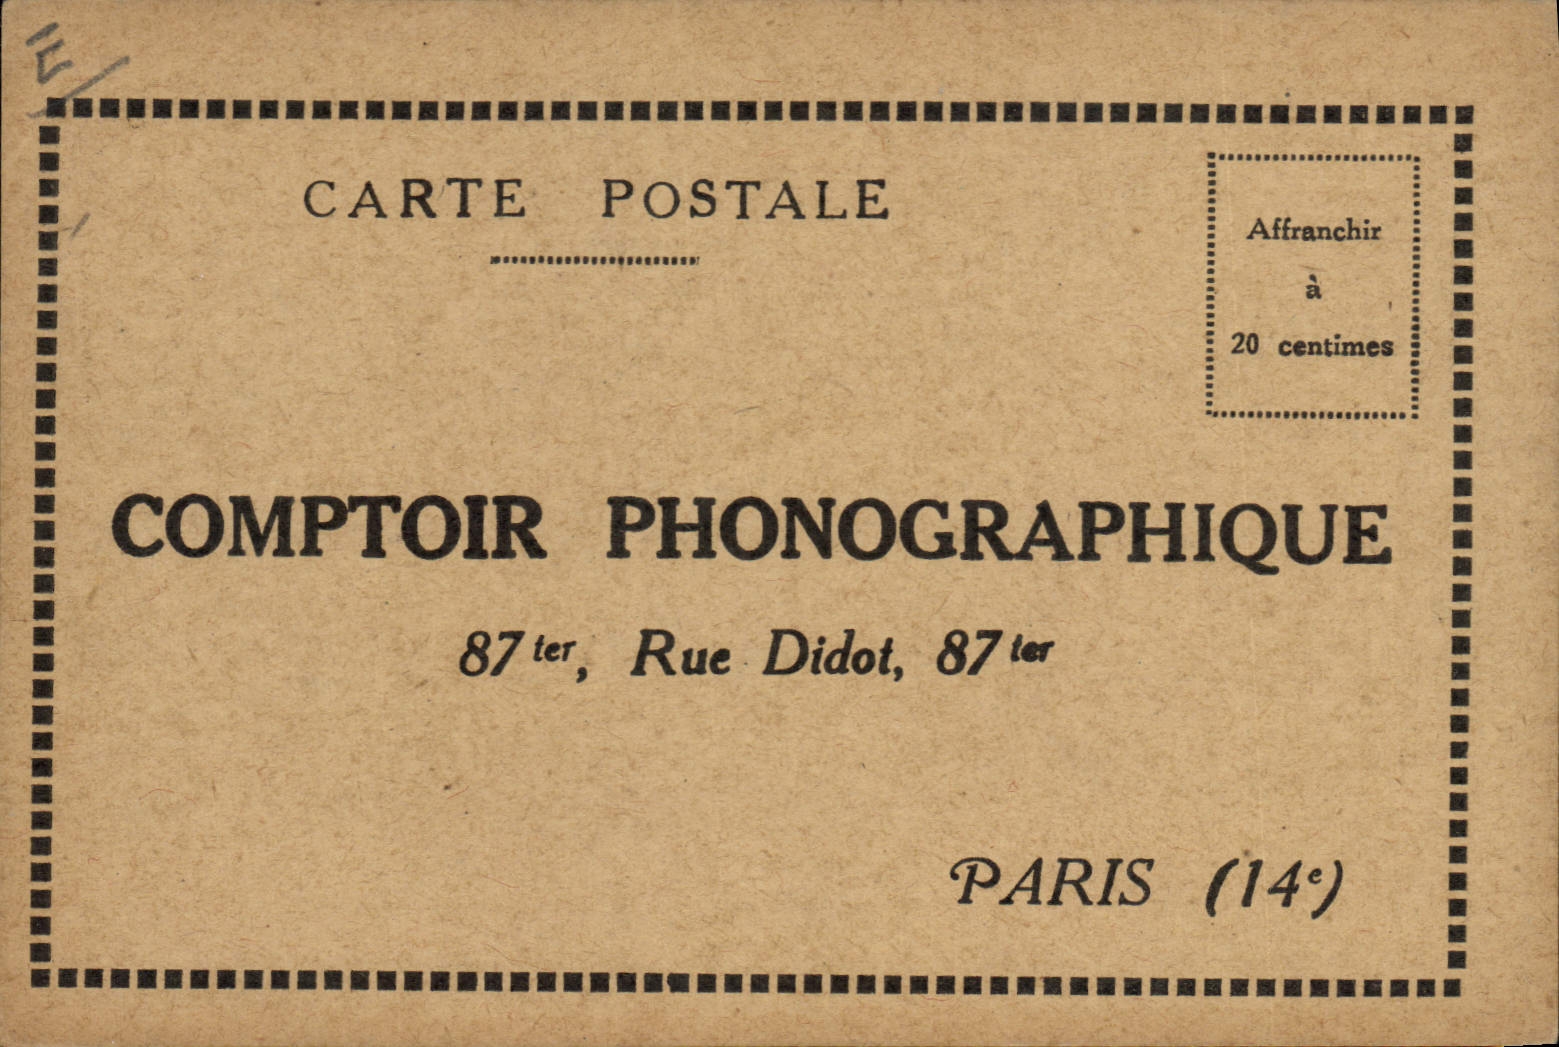 CARTE POSTALE
Affranchir
à
20 centimes
COMPTOIR PHONOGRAPHIQUE
87 ter, Rue Didot, 87 ter
PARIS (14e)